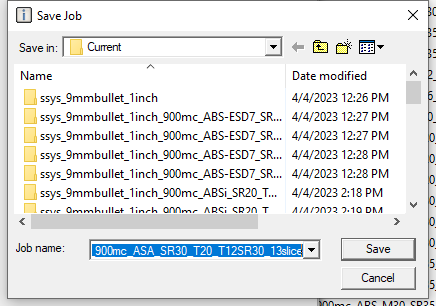 Save Job
Save in: Current
Name Date modified
ssys_9mmbullet_1inch 4/4/2023 12:26 PM
ssys_9mmbullet_1inch_900mc_ABS-ESD7_SR... 4/4/2023 12:27 PM
ssys_9mmbullet_1inch_900mc_ABS-ESD7_SR... 4/4/2023 12:27 PM
ssys_9mmbullet_1inch_900mc_ABS-ESD7_SR... 4/4/2023 12:28 PM
ssys_9mmbullet_1inch_900mc_ABS-ESD7_SR... 4/4/2023 12:28 PM
ssys_9mmbullet_1inch_900mc_ABSi_SR20_T... 4/4/2023 2:18 PM
ssys_9mmbullet_1inch_900mc_ABSi_SR20_T... 4/4/2023 2:19 PM
Job name: 900mc_ASA_SR30_T20_T12SR30_13slice Save
Cancel
900mc_ABS-M30_SR35